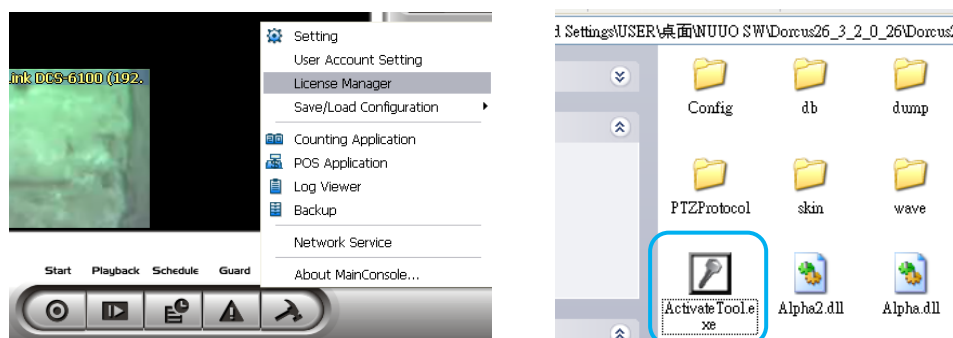 Setting
User Account Setting
License Manager
Save/Load Configuration
Counting Application
POS Application
Log Viewer
Backup
Network Service
About MainConsole...
ink DCS-6100 (192.
Start Playback Schedule Guard
d Settings\USER\桌面\NUUO SW\Dorcus26_3_2_0_26\Dorcus2
Config db dump
PTZProtocol skin wave
ActivateTool.e
xe
Alpha2.dll Alpha.dll